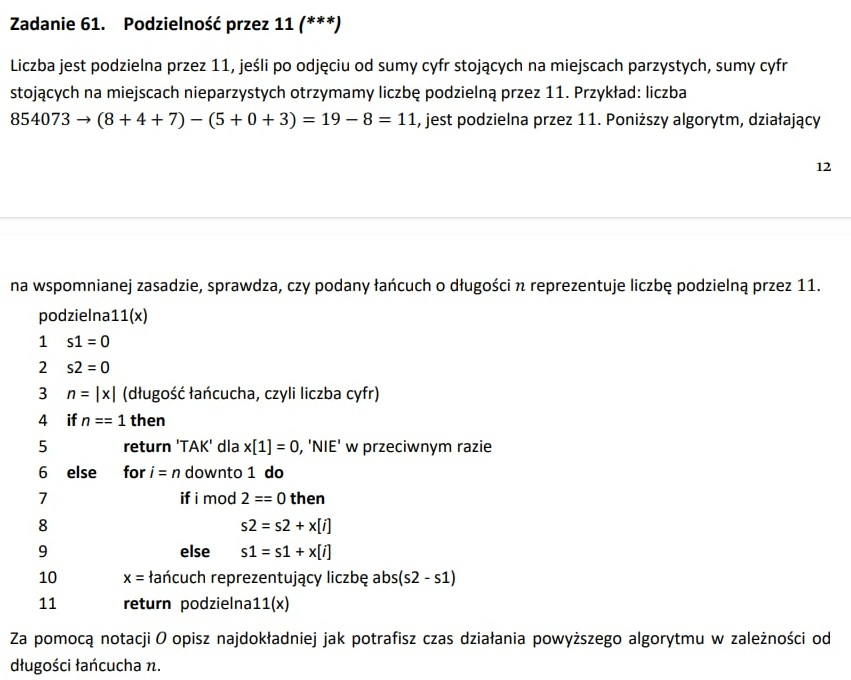 Zadanie 61. Podzielność przez 11 (***)
Liczba jest podzielna przez 11, jeśli po odjęciu od sumy cyfr stojących na miejscach parzystych, sumy cyfr
stojących na miejscach nieparzystych otrzymamy liczbę podzielną przez 11. Przykład: liczba
854073 → (8 + 4 + 7) − (5 + 0 + 3) = 19 − 8 = 11, jest podzielna przez 11. Poniższy algorytm, działający
12
na wspomnianej zasadzie, sprawdza, czy podany łańcuch o długości n reprezentuje liczbę podzielną przez 11.
podzielna11(x)
1 s1 = 0
2 s2 = 0
3 n = |x| (długość łańcucha, czyli liczba cyfr)
4 if n == 1 then
5 return 'TAK' dla x[1] = 0, 'NIE' w przeciwnym razie
6 else for i = n downto 1 do
7 if i mod 2 == 0 then
8 s2 = s2 + x[i]
9 else s1 = s1 + x[i]
10 x = łańcuch reprezentujący liczbę abs(s2 - s1)
11 return podzielna11(x)
Za pomocą notacji O opisz najdokładniej jak potrafisz czas działania powyższego algorytmu w zależności od
długości łańcucha n.